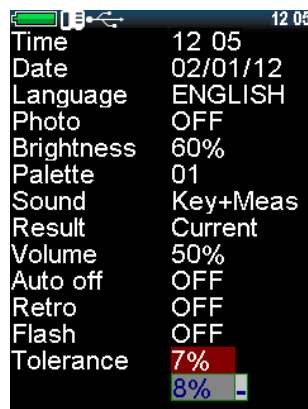 12 05
Time 12 05
Date 02/01/12
Language ENGLISH
Photo OFF
Brightness 60%
Palette 01
Sound Key+Meas
Result Current
Volume 50%
Auto off OFF
Retro OFF
Flash OFF
Tolerance 7%
8%